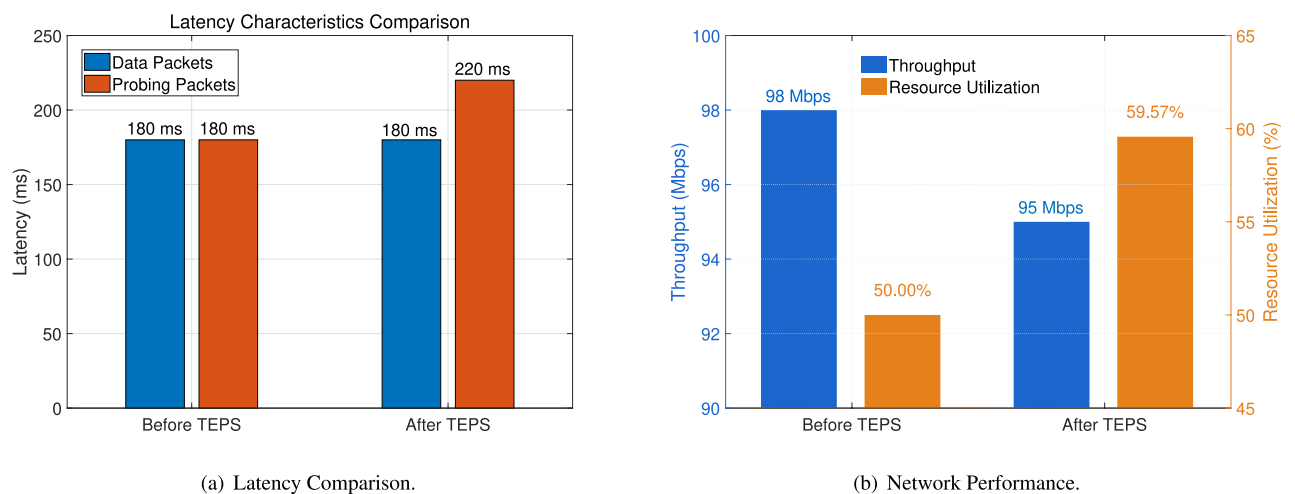 Latency Characteristics Comparison
Latency (ms)
250
200
150
100
50
0
Data Packets
Probing Packets
180 ms
180 ms
180 ms
220 ms
Before TEPS
After TEPS
(a) Latency Comparison.
Throughput (Mbps)
100
98
96
94
92
90
Throughput
Resource Utilization
98 Mbps
50.00%
95 Mbps
59.57%
65
60
55
50
45
Resource Utilization (%)
Before TEPS
After TEPS
(b) Network Performance.